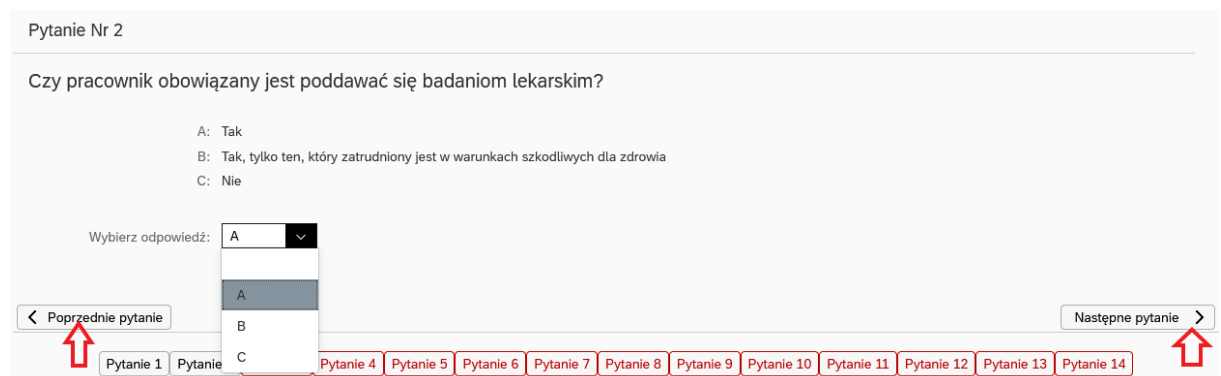 Pytanie Nr 2
Czy pracownik obowiązany jest poddawać się badaniom lekarskim?
A: Tak
B: Tak, tylko ten, który zatrudniony jest w warunkach szkodliwych dla zdrowia
C: Nie
Wybierz odpowiedź: A
A
B
C
Poprzednie pytanie Następne pytanie
Pytanie 1 Pytanie Pytanie 4 Pytanie 5 Pytanie 6 Pytanie 7 Pytanie 8 Pytanie 9 Pytanie 10 Pytanie 11 Pytanie 12 Pytanie 13 Pytanie 14